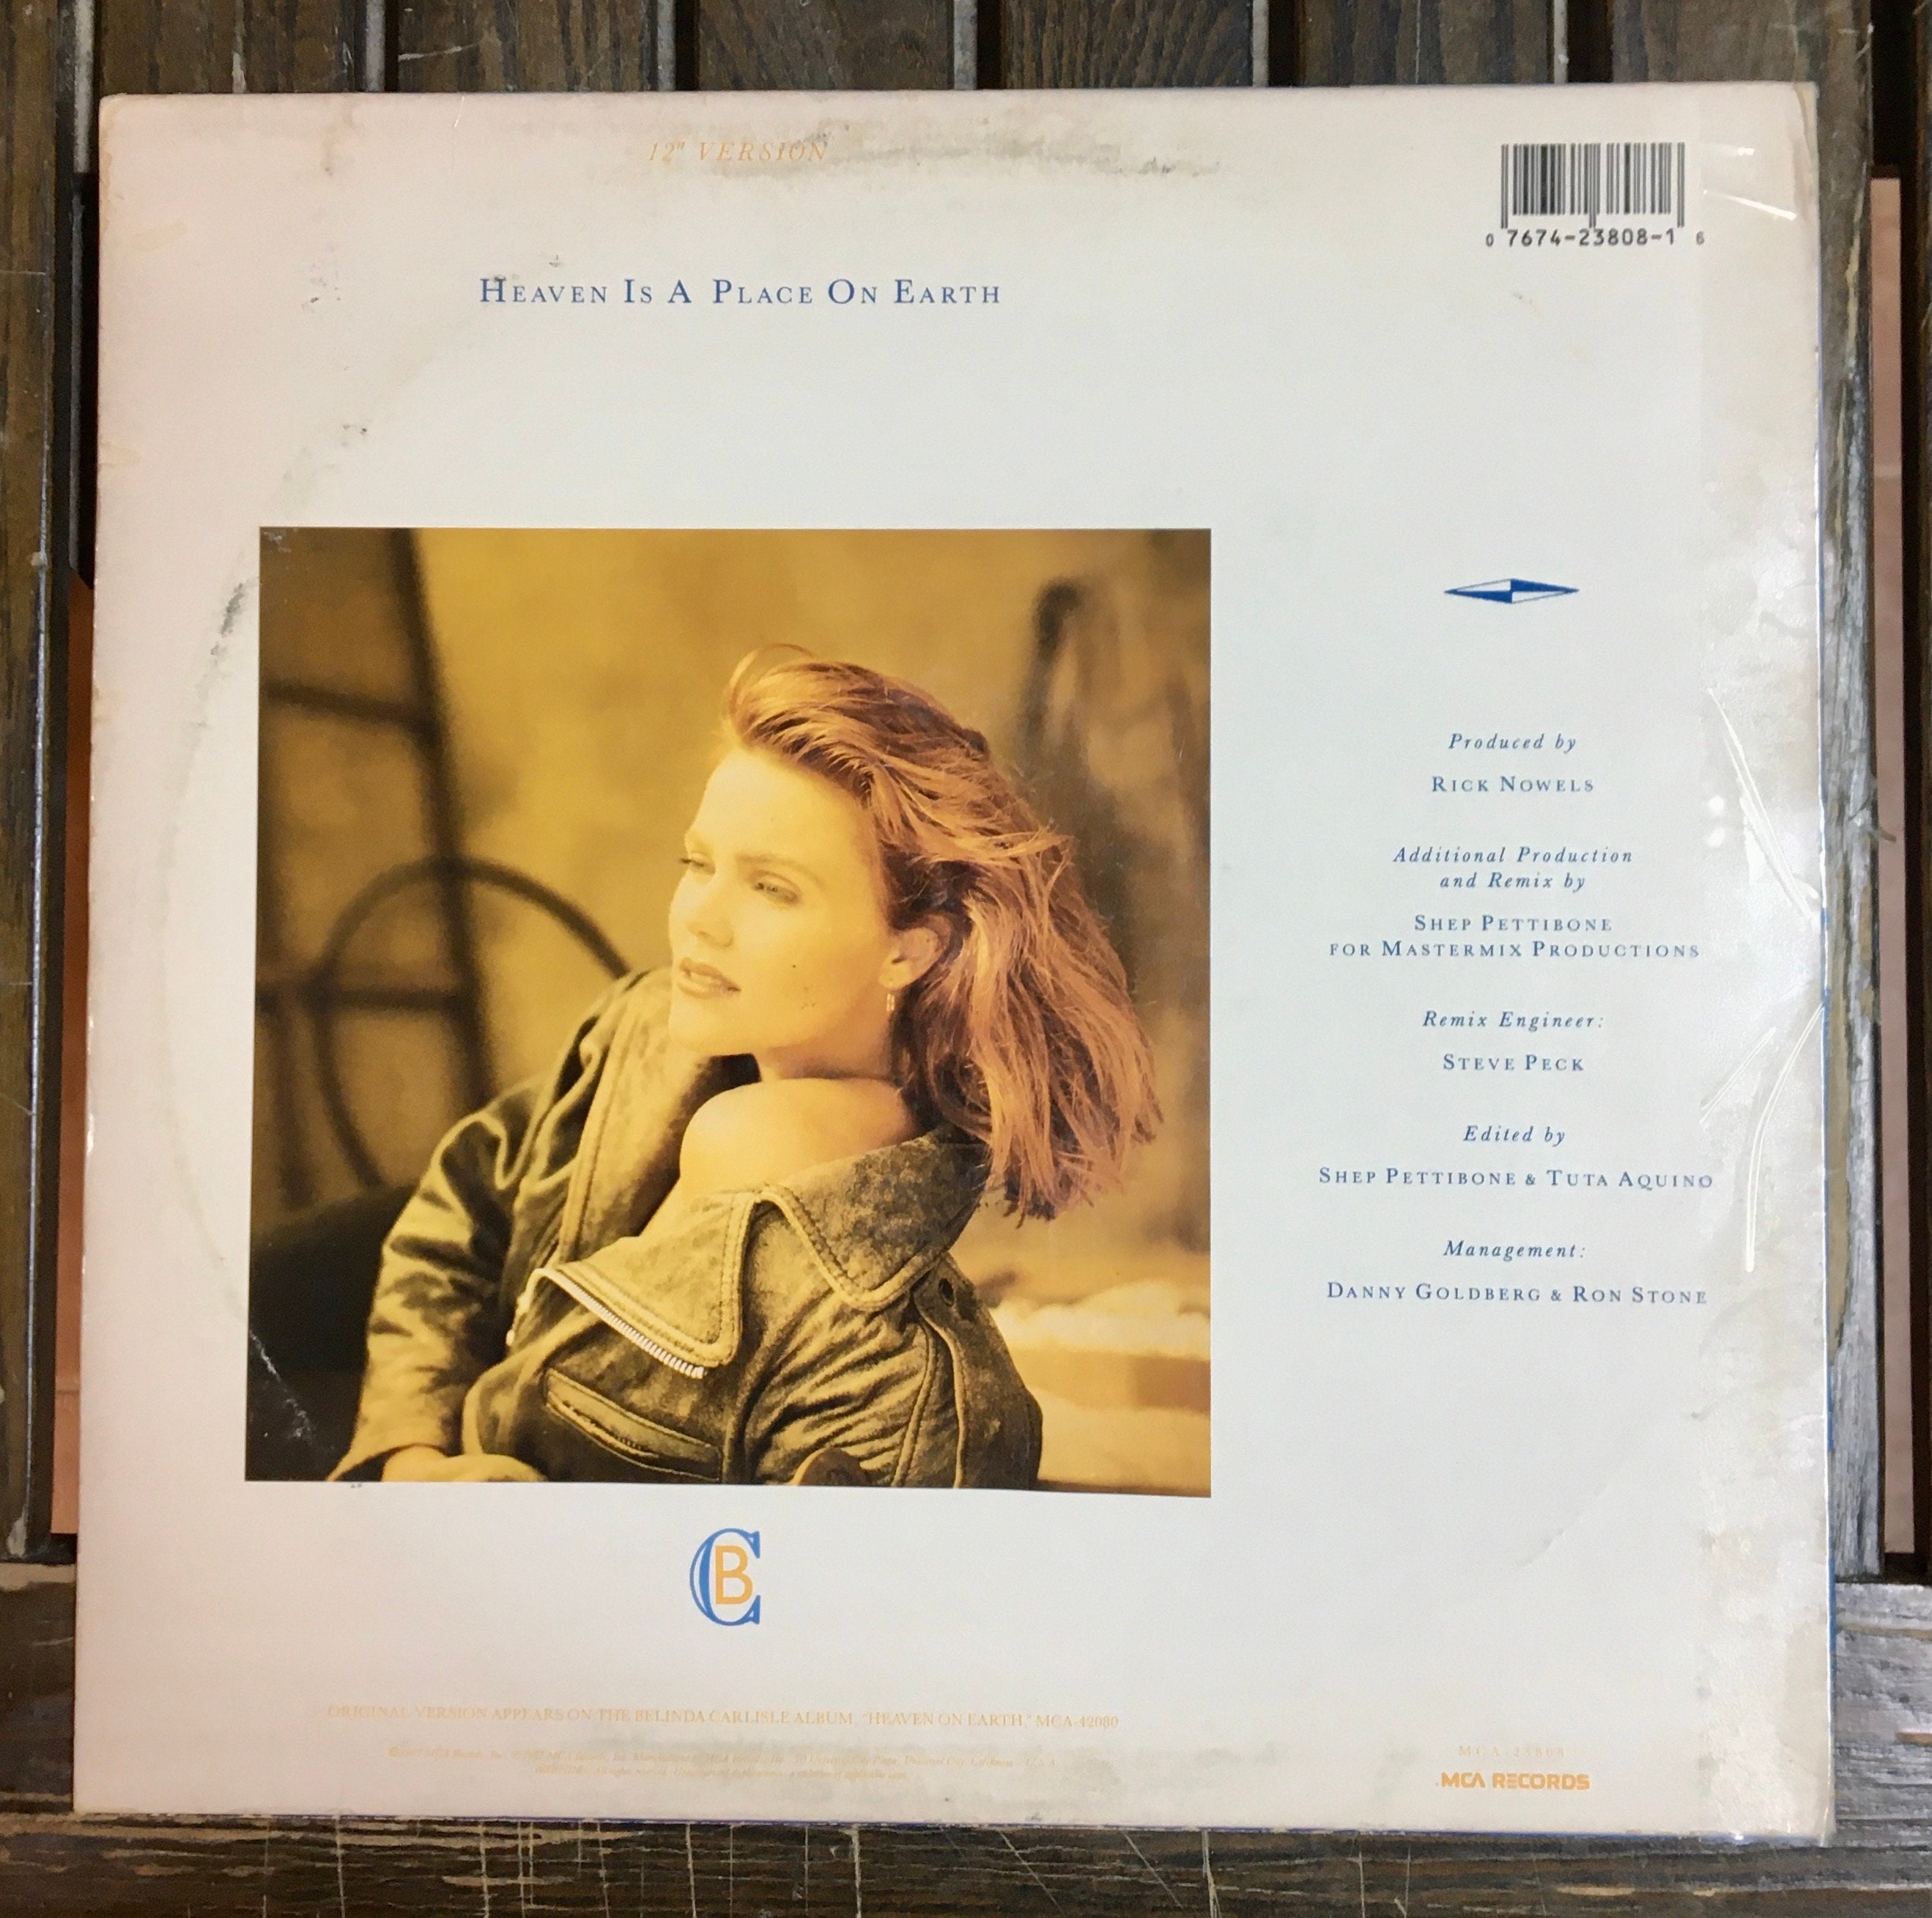 12" VERSION
0 7674-23808-1 6
HEAVEN IS A PLACE ON EARTH
Produced by
RICK NOWELS
Additional Production
and Remix by
SHEP PETTIBONE
FOR MASTERMIX PRODUCTIONS
Remix Engineer:
STEVE PECK
Edited by
SHEP PETTIBONE & TUTA AQUINO
Management:
DANNY GOLDBERG & RON STONE
CB
ORIGINAL VERSION APPEARS ON THE BELINDA CARLISLE ALBUM "HEAVEN ON EARTH." MCA-42080
MCA-23808
MCA RECORDS